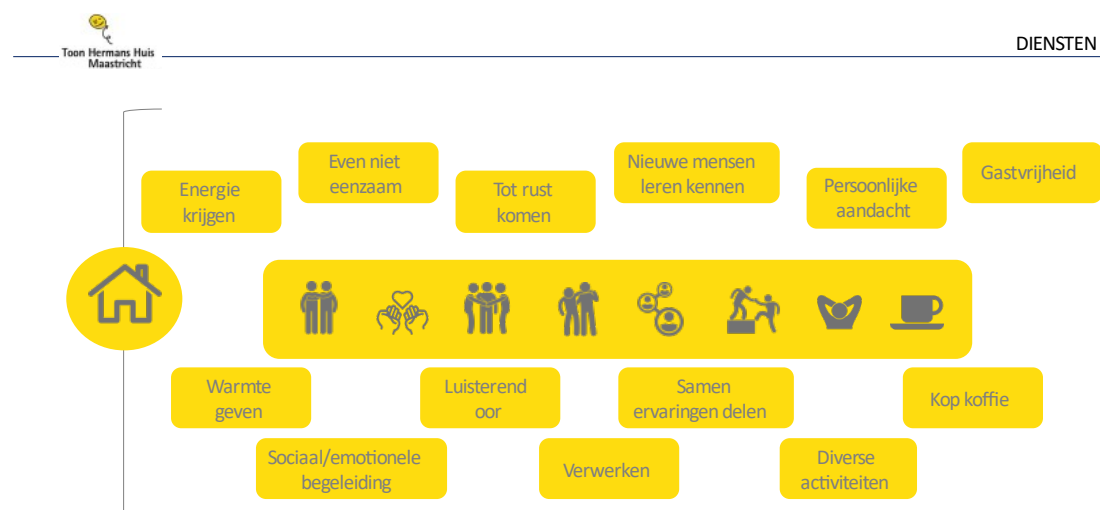 Toon Hermans Huis
Maastricht
DIENSTEN
Energie
krijgen
Even niet
eenzaam
Tot rust
komen
Nieuwe mensen
leren kennen
Persoonlijke
aandacht
Gastvrijheid
Warmte
geven
Sociaal/emotionele
begeleiding
Luisterend
oor
Verwerken
Samen
ervaringen delen
Diverse
activiteiten
Kop koffie